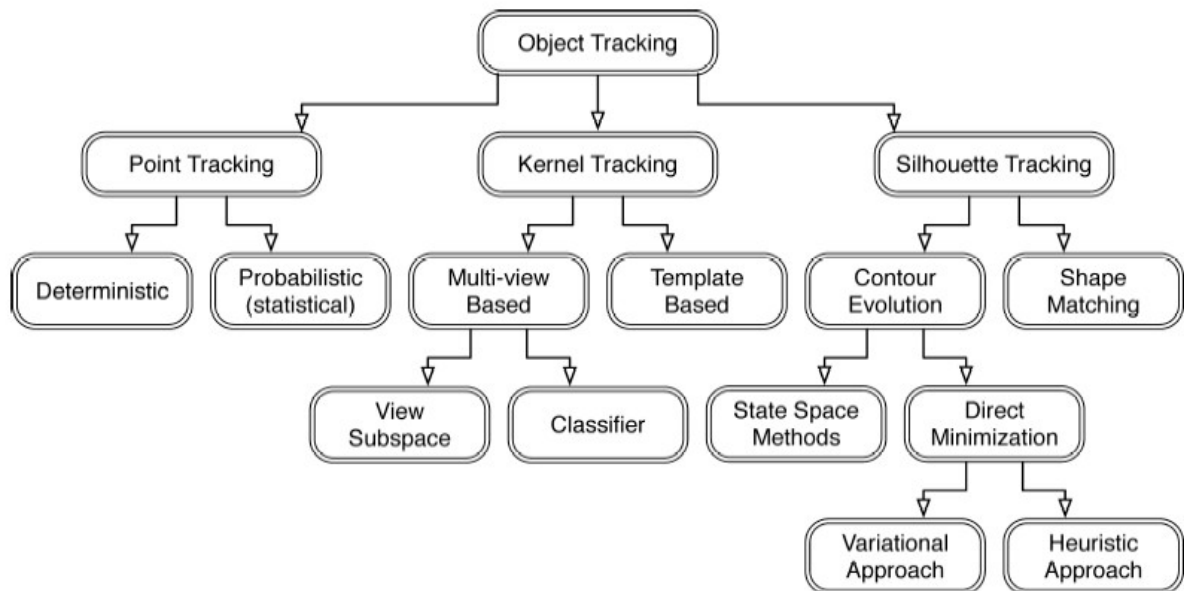 Object Tracking
Point Tracking
Kernel Tracking
Silhouette Tracking
Deterministic
Probabilistic
(statistical)
Multi-view
Based
Template
Based
Contour
Evolution
Shape
Matching
View
Subspace
Classifier
State Space
Methods
Direct
Minimization
Variational
Approach
Heuristic
Approach